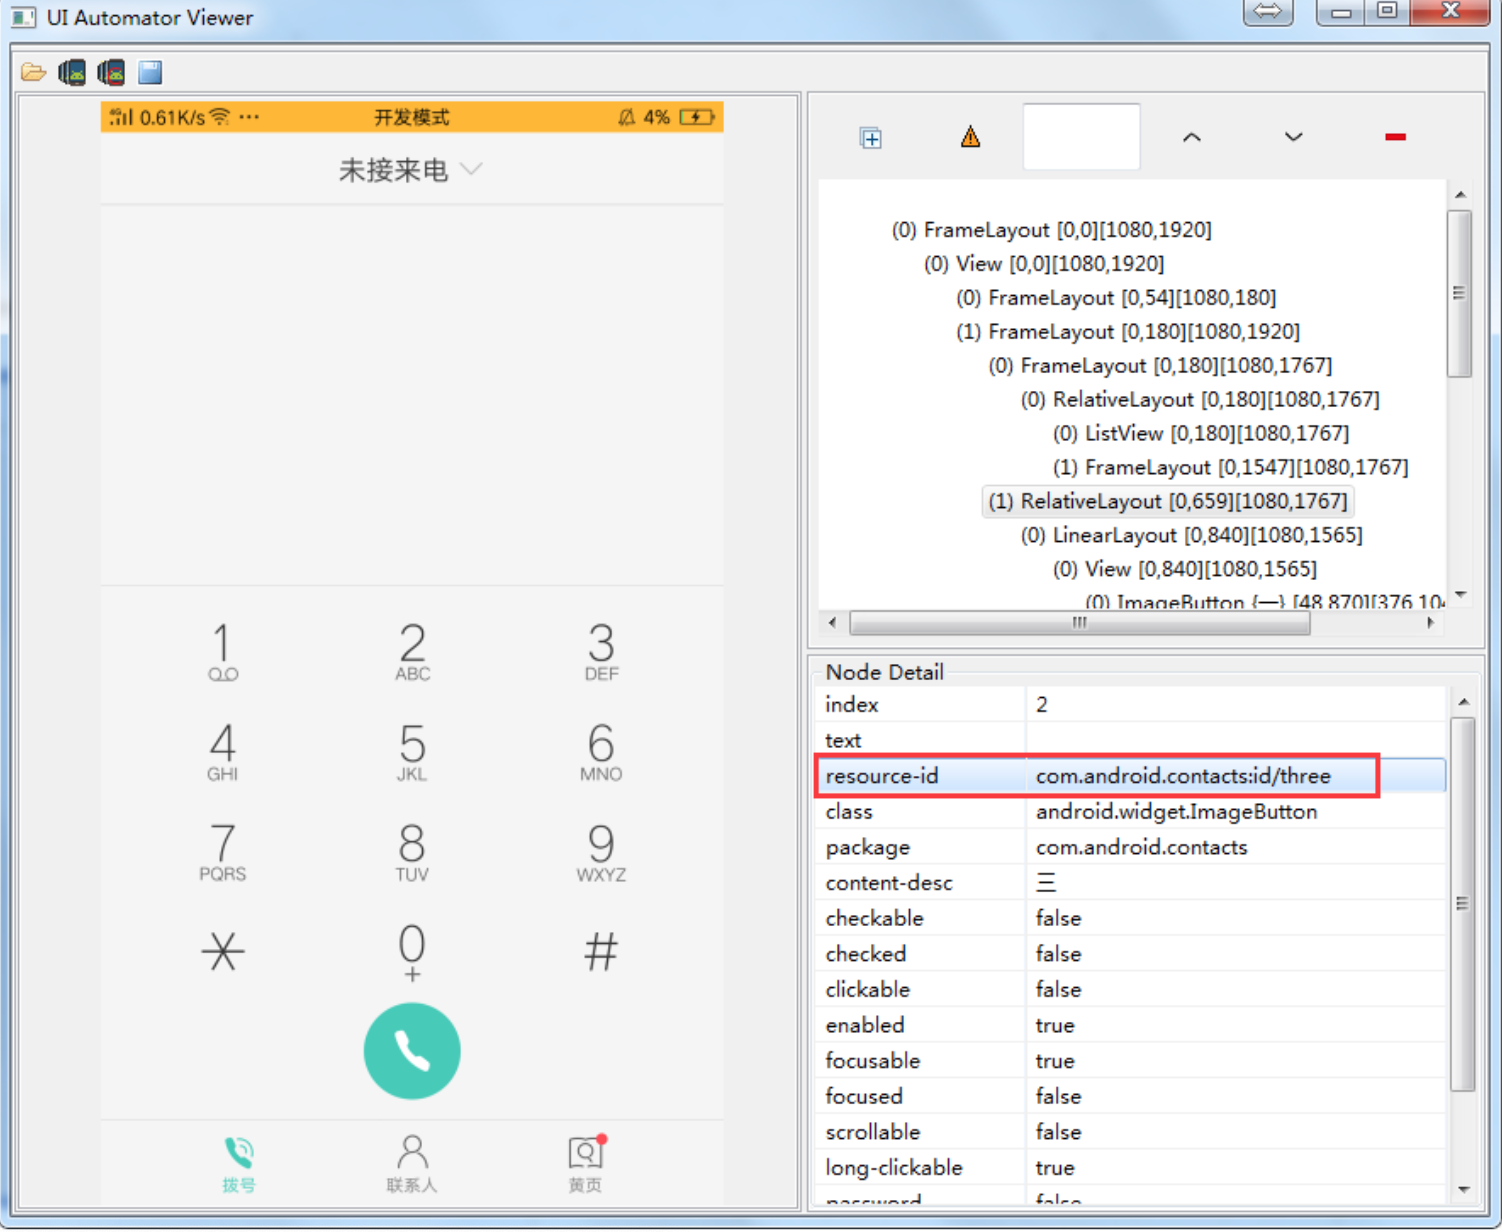 UI Automator Viewer
0.61K/s ···
开发模式
4%
未接来电
1
2
ABC
3
DEF
4
GHI
5
JKL
6
MNO
7
PQRS
8
TUV
9
WXYZ
*
0
+
#
拨号
联系人
黄页
(0) FrameLayout [0,0][1080,1920]
(0) View [0,0][1080,1920]
(0) FrameLayout [0,54][1080,180]
(1) FrameLayout [0,180][1080,1920]
(0) FrameLayout [0,180][1080,1767]
(0) RelativeLayout [0,180][1080,1767]
(0) ListView [0,180][1080,1767]
(1) FrameLayout [0,1547][1080,1767]
(1) RelativeLayout [0,659][1080,1767]
(0) LinearLayout [0,840][1080,1565]
(0) View [0,840][1080,1565]
(0) ImageButton {一} [48,870][376,104
Node Detail
index 2
text
resource-id com.android.contacts:id/three
class android.widget.ImageButton
package com.android.contacts
content-desc 三
checkable false
checked false
clickable false
enabled true
focusable true
focused false
scrollable false
long-clickable true
password false